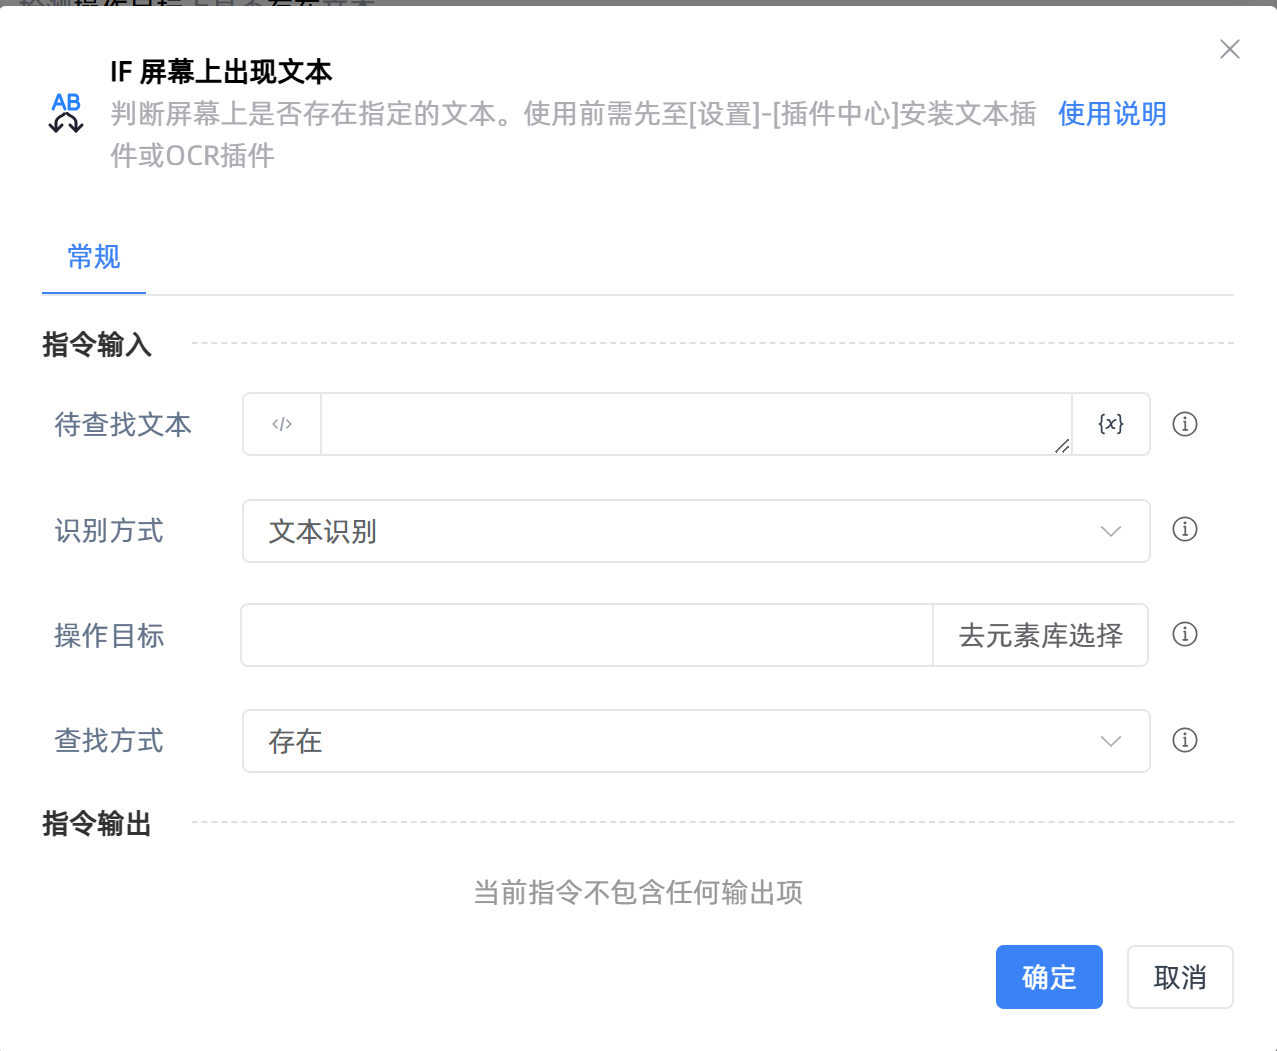 IF 屏幕上出现文本
AB
判断屏幕上是否存在指定的文本。使用前需先至[设置]-[插件中心]安装文本插 使用说明
件或OCR插件
常规
指令输入
待查找文本 </> {x}
识别方式 文本识别
操作目标 去元素库选择
查找方式 存在
指令输出
当前指令不包含任何输出项
确定 取消